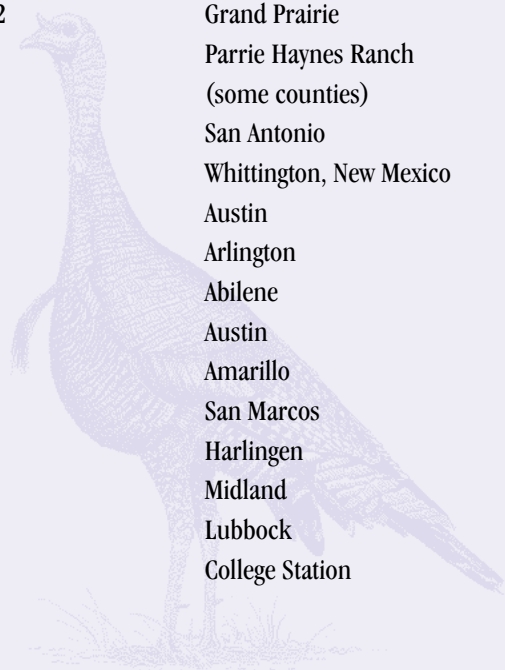 2 Grand Prairie
Parrie Haynes Ranch
(some counties)
San Antonio
Whittington, New Mexico
Austin
Arlington
Abilene
Austin
Amarillo
San Marcos
Harlingen
Midland
Lubbock
College Station